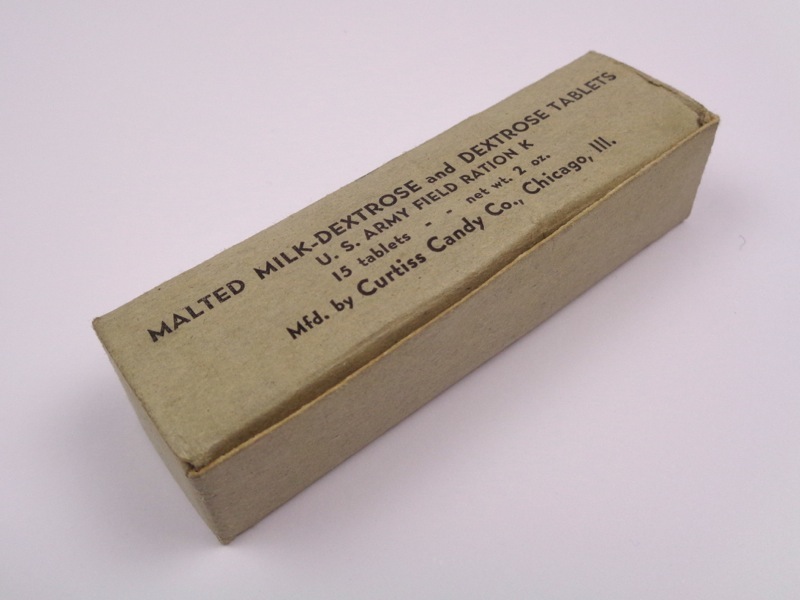 MALTED MILK-DEXTROSE and DEXTROSE TABLETS
U. S. ARMY FIELD RATION K
15 tablets - - net wt. 2 oz.
Mfd. by Curtiss Candy Co., Chicago, Ill.